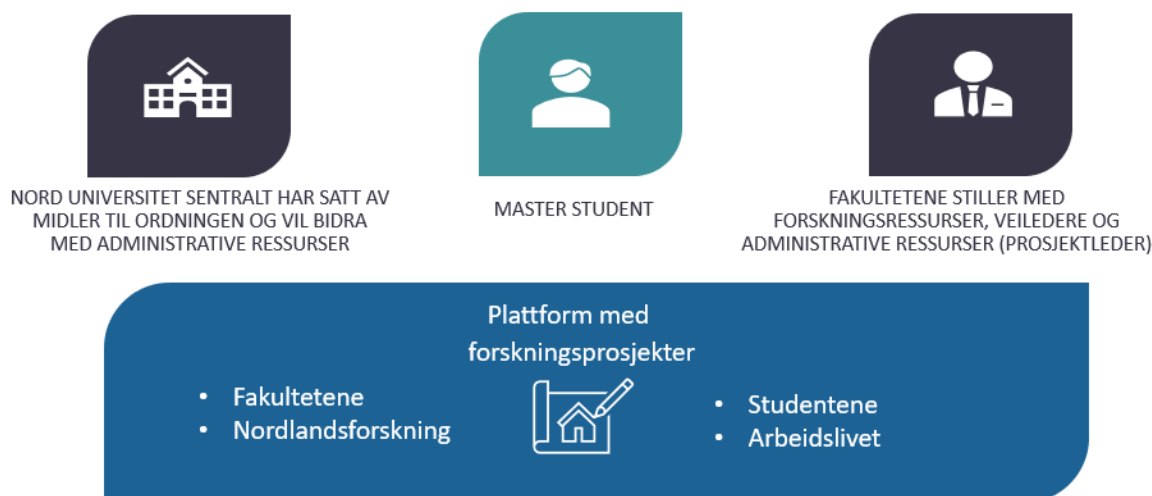 NORD UNIVERSITET SENTRALT HAR SATT AV
MIDLER TIL ORDNINGEN OG VIL BIDRA
MED ADMINISTRATIVE RESSURSER
MASTER STUDENT
FAKULTETENE STILLER MED
FORSKNINGSRESSURSER, VEILEDERE OG
ADMINISTRATIVE RESSURSER (PROSJEKTLEDER)
Plattform med
forskningsprosjekter
• Fakultetene
• Nordlandsforskning
• Studentene
• Arbeidslivet